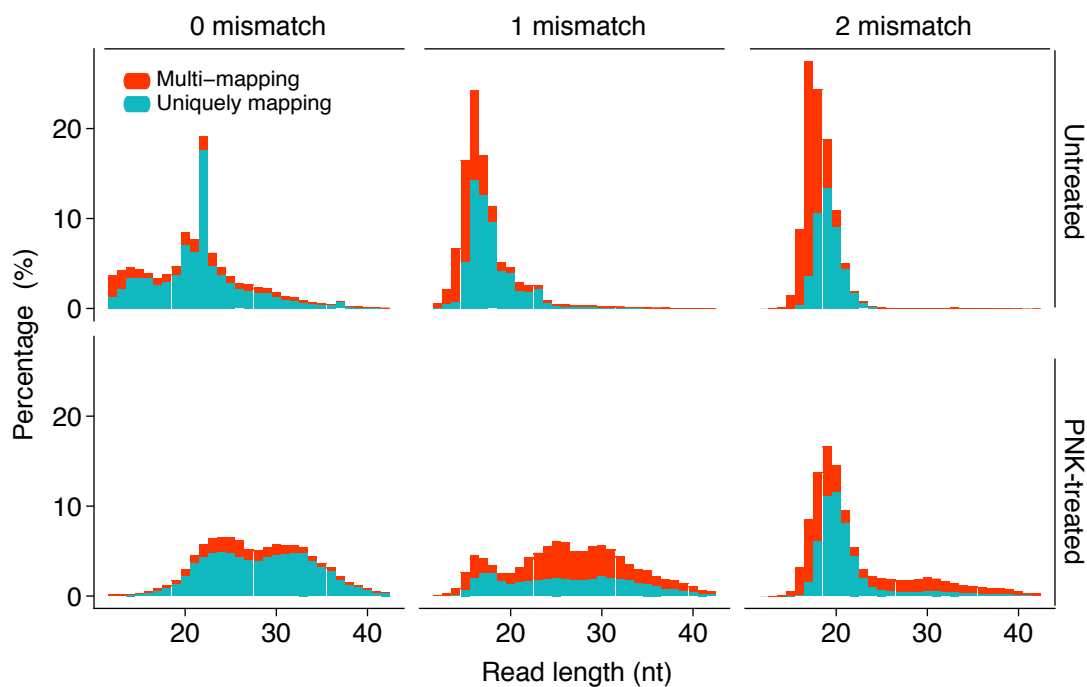 0 mismatch
1 mismatch
2 mismatch
Multi−mapping
Uniquely mapping
Untreated
PNK-treated
Percentage (%)
20
10
0
20
10
0
20
30
40
20
30
40
20
30
40
Read length (nt)